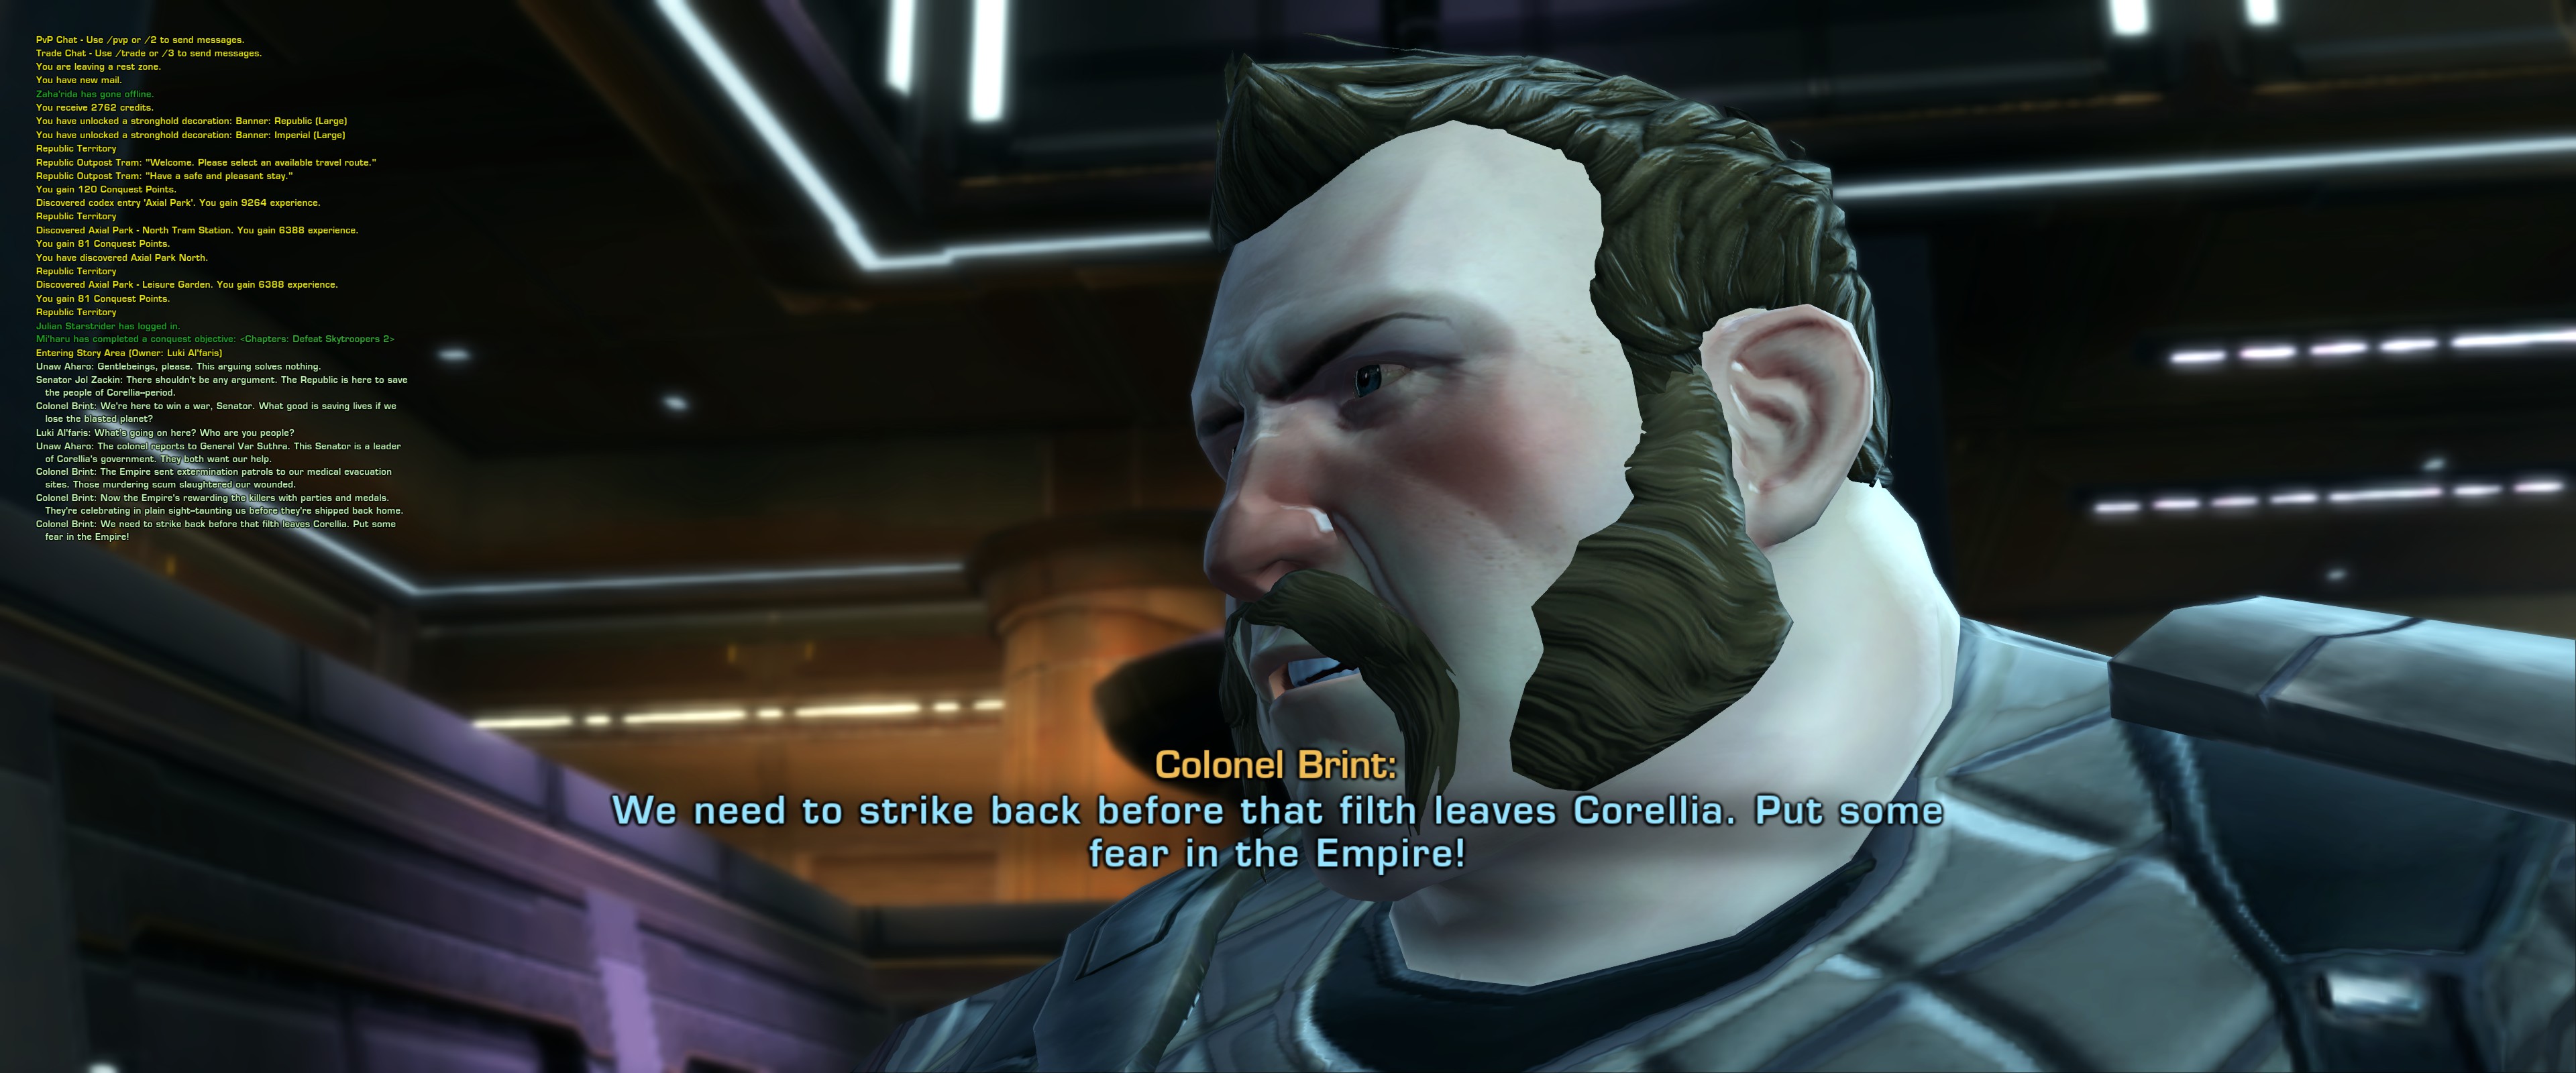 PvP Chat - Use /pvp or /2 to send messages.
Trade Chat - Use /trade or /3 to send messages.
You are leaving a rest zone.
You have new mail.
Zaha'rida has gone offline.
You receive 2762 credits.
You have unlocked a stronghold decoration: Banner: Republic (Large)
You have unlocked a stronghold decoration: Banner: Imperial (Large)
Republic Territory
Republic Outpost Tram: "Welcome. Please select an available travel route."
Republic Outpost Tram: "Have a safe and pleasant stay."
You gain 120 Conquest Points.
Discovered codex entry 'Axial Park'. You gain 9264 experience.
Republic Territory
Discovered Axial Park - North Tram Station. You gain 6388 experience.
You gain 81 Conquest Points.
You have discovered Axial Park North.
Republic Territory
Discovered Axial Park - Leisure Garden. You gain 6388 experience.
You gain 81 Conquest Points.
Republic Territory
Julian Starstrider has logged in.
Mi'haru has completed a conquest objective: <Chapters: Defeat Skytroopers 2>
Entering Story Area (Owner: Luki Al'faris)
Unaw Aharo: Gentlebeings, please. This arguing solves nothing.
Senator Jol Zackin: There shouldn't be any argument. The Republic is here to save
the people of Corellia—period.
Colonel Brint: We're here to win a war, Senator. What good is saving lives if we
lose the blasted planet?
Luki Al'faris: What's going on here? Who are you people?
Unaw Aharo: The colonel reports to General Var Suthra. This Senator is a leader
of Corellia's government. They both want our help.
Colonel Brint: The Empire sent extermination patrols to our medical evacuation
sites. Those murdering scum slaughtered our wounded.
Colonel Brint: Now the Empire's rewarding the killers with parties and medals.
They're celebrating in plain sight—taunting us before they're shipped back home.
Colonel Brint: We need to strike back before that filth leaves Corellia. Put some
fear in the Empire!
Colonel Brint:
We need to strike back before that filth leaves Corellia. Put some
fear in the Empire!